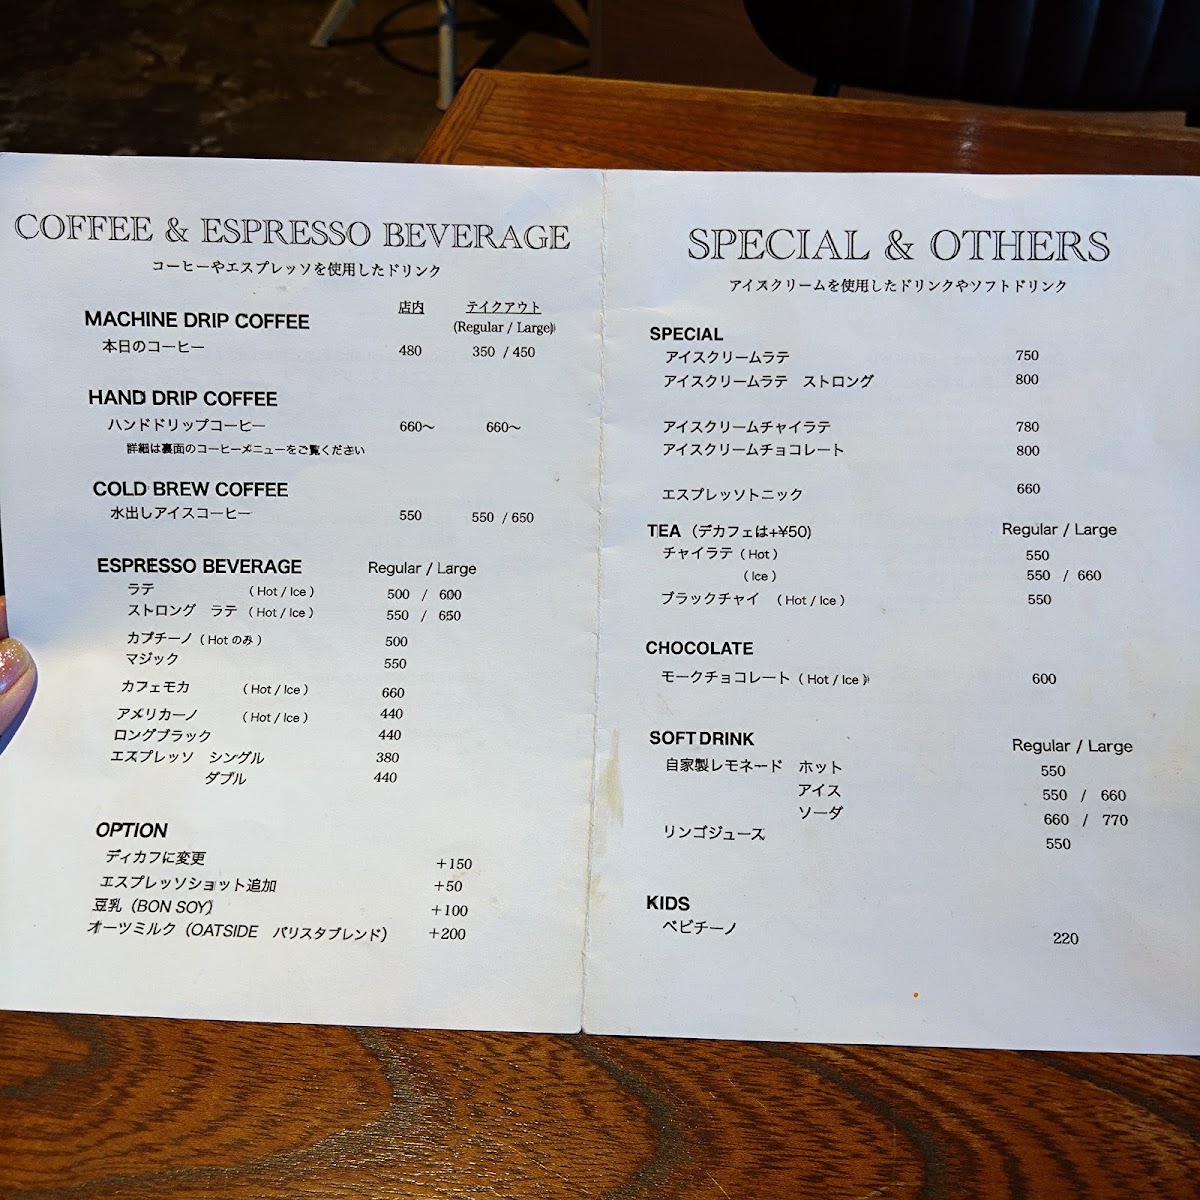 COFFEE & ESPRESSO BEVERAGE
コーヒーやエスプレッソを使用したドリンク
店内 テイクアウト
MACHINE DRIP COFFEE (Regular / Large)
本日のコーヒー 480 350 / 450
HAND DRIP COFFEE
ハンドドリップコーヒー 660〜 660〜
詳細は裏面のコーヒーメニューをご覧ください
COLD BREW COFFEE
水出しアイスコーヒー 550 550 / 650
ESPRESSO BEVERAGE Regular / Large
ラテ (Hot / Ice) 500 / 600
ストロング ラテ (Hot / Ice) 550 / 650
カプチーノ (Hot のみ) 500
マジック 550
カフェモカ (Hot / Ice) 660
アメリカーノ (Hot / Ice) 440
ロングブラック 440
エスプレッソ シングル 380
ダブル 440
OPTION
ディカフに変更 +150
エスプレッソショット追加 +50
豆乳（BON SOY） +100
オーツミルク（OATSIDE バリスタブレンド） +200
SPECIAL & OTHERS
アイスクリームを使用したドリンクやソフトドリンク
SPECIAL
アイスクリームラテ 750
アイスクリームラテ ストロング 800
アイスクリームチャイラテ 780
アイスクリームチョコレート 800
エスプレッソトニック 660
TEA（デカフェは+¥50) Regular / Large
チャイラテ (Hot) 550
(Ice) 550 / 660
ブラックチャイ (Hot / Ice) 550
CHOCOLATE
モークチョコレート (Hot / Ice) 600
SOFT DRINK Regular / Large
自家製レモネード ホット 550
アイス 550 / 660
ソーダ 660 / 770
リンゴジュース 550
KIDS
ベビチーノ 220